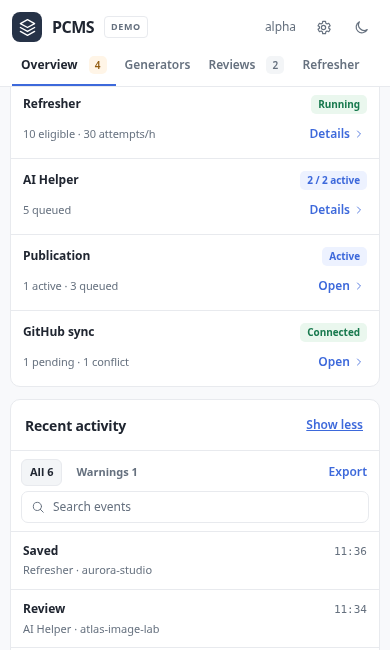 PCMS DEMO alpha
Overview 4 Generators Reviews 2 Refresher
Refresher Running
10 eligible · 30 attempts/h Details
AI Helper 2 / 2 active
5 queued Details
Publication Active
1 active · 3 queued Open
GitHub sync Connected
1 pending · 1 conflict Open
Recent activity Show less
All 6 Warnings 1 Export
Search events
Saved 11:36
Refresher · aurora-studio
Review 11:34
AI Helper · atlas-image-lab